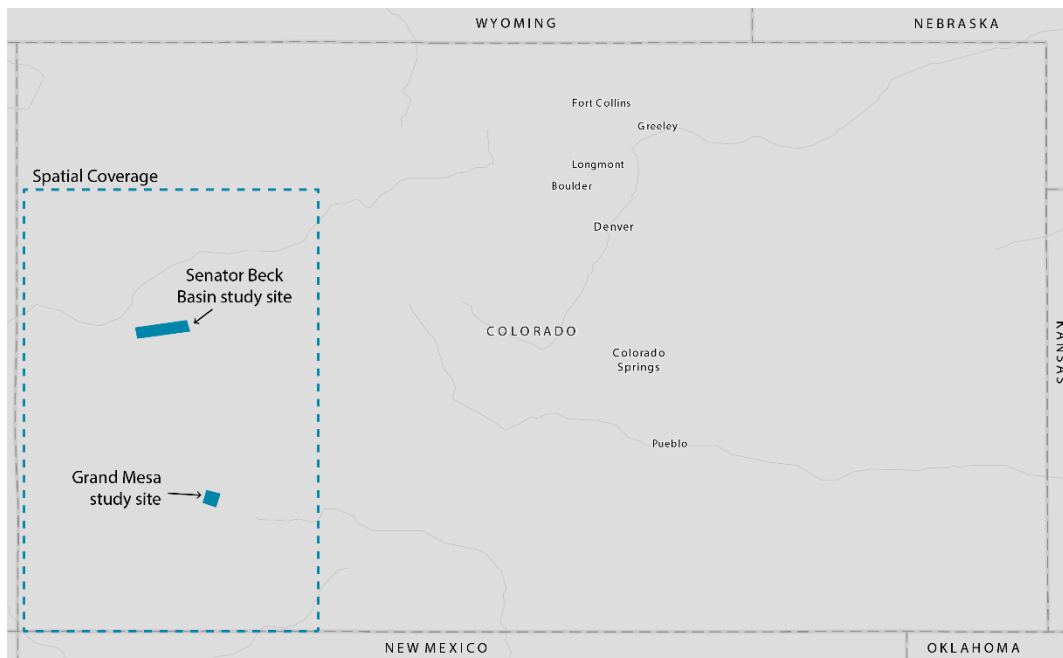 WYOMING
NEBRASKA
Fort Collins
Greeley
Longmont
Boulder
Denver
Spatial Coverage
Senator Beck
Basin study site
COLORADO
Colorado
Springs
KANSAS
Pueblo
Grand Mesa
study site
NEW MEXICO
OKLAHOMA